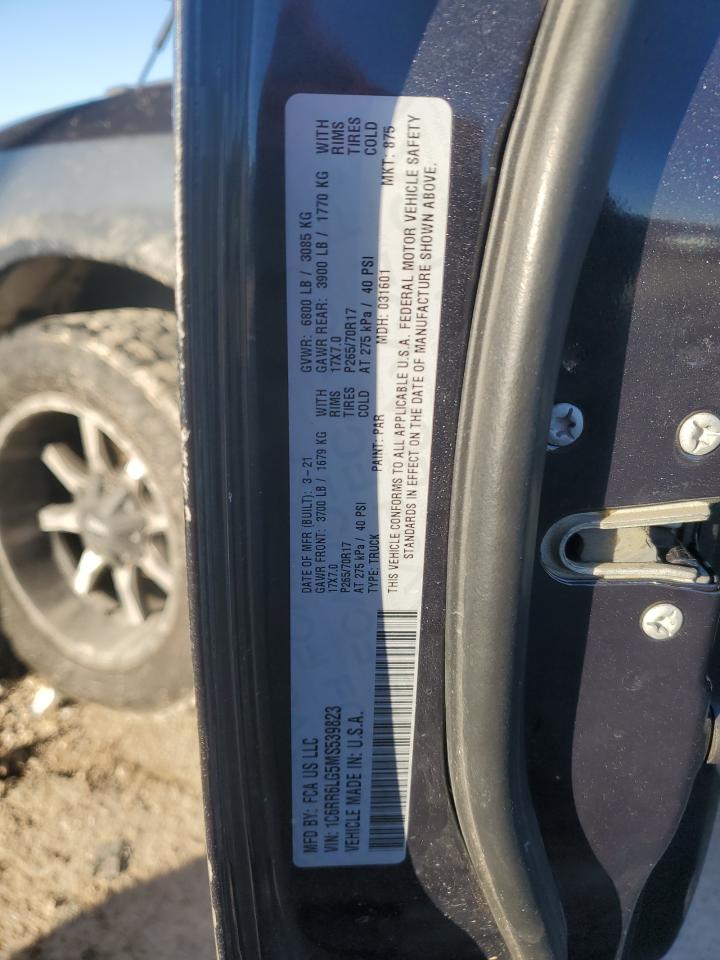 MFD BY: FCA US LLC
VIN: 1C6RR6LG5MS539823
VEHICLE MADE IN: U.S.A.
DATE OF MFR (BUILT): 3-21
GAWR FRONT: 3700 LB / 1679 KG WITH
17X7.0 RIMS
P265/70R17 TIRES
AT 275 kPa / 40 PSI COLD
TYPE: TRUCK
PAINT: PAR
GVWR: 6800 LB / 3085 KG
GAWR REAR: 3900 LB / 1770 KG WITH
17X7.0 RIMS
P265/70R17 TIRES
AT 275 kPa / 40 PSI COLD
MDH: 031601
MKT: 875
THIS VEHICLE CONFORMS TO ALL APPLICABLE U.S.A. FEDERAL MOTOR VEHICLE SAFETY
STANDARDS IN EFFECT ON THE DATE OF MANUFACTURE SHOWN ABOVE.